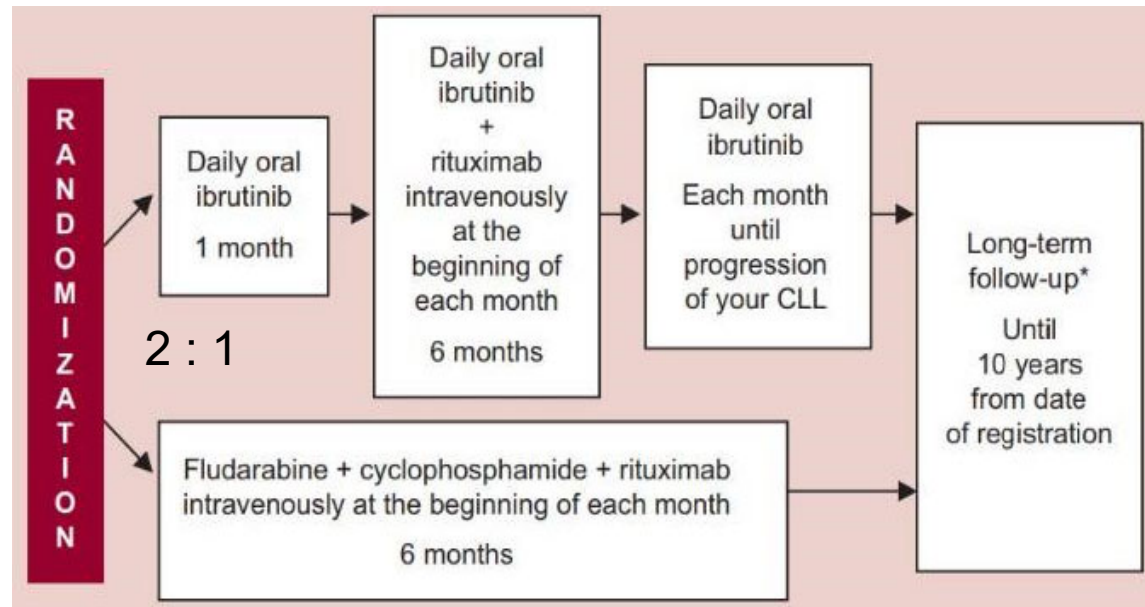 RANDOMIZATION
Daily oral
ibrutinib
1 month
Daily oral
ibrutinib
+
rituximab
intravenously
at the
beginning of
each month
6 months
Daily oral
ibrutinib
Each month
until
progression
of your CLL
Long-term
follow-up*
Until
10 years
from date
of registration
2 : 1
Fludarabine + cyclophosphamide + rituximab
intravenously at the beginning of each month
6 months